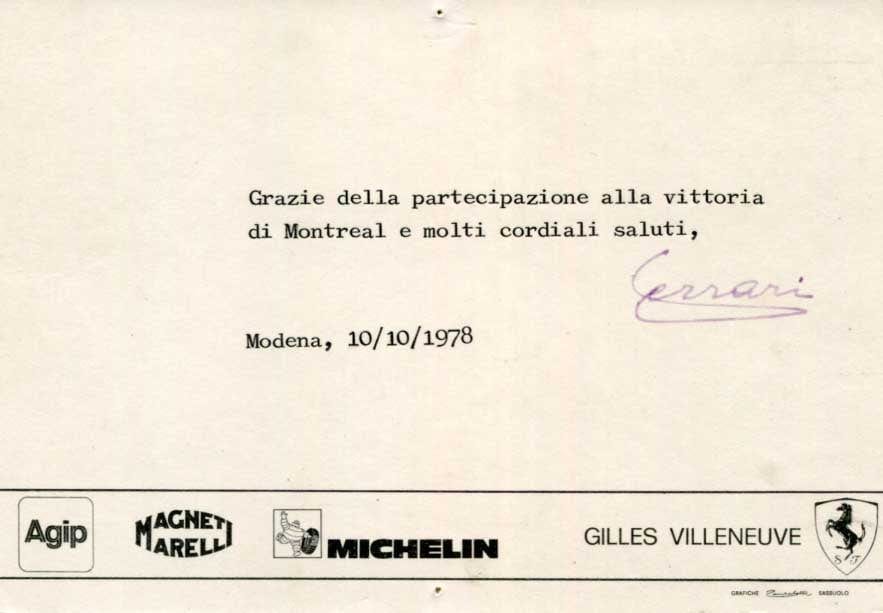 Grazie della partecipazione alla vittoria
di Montreal e molti cordiali saluti,
Ferrari
Modena, 10/10/1978
Agip
MAGNETI
MARELLI
MICHELIN
GILLES VILLENEUVE
S F
GRAFICHE
SASSUOLO